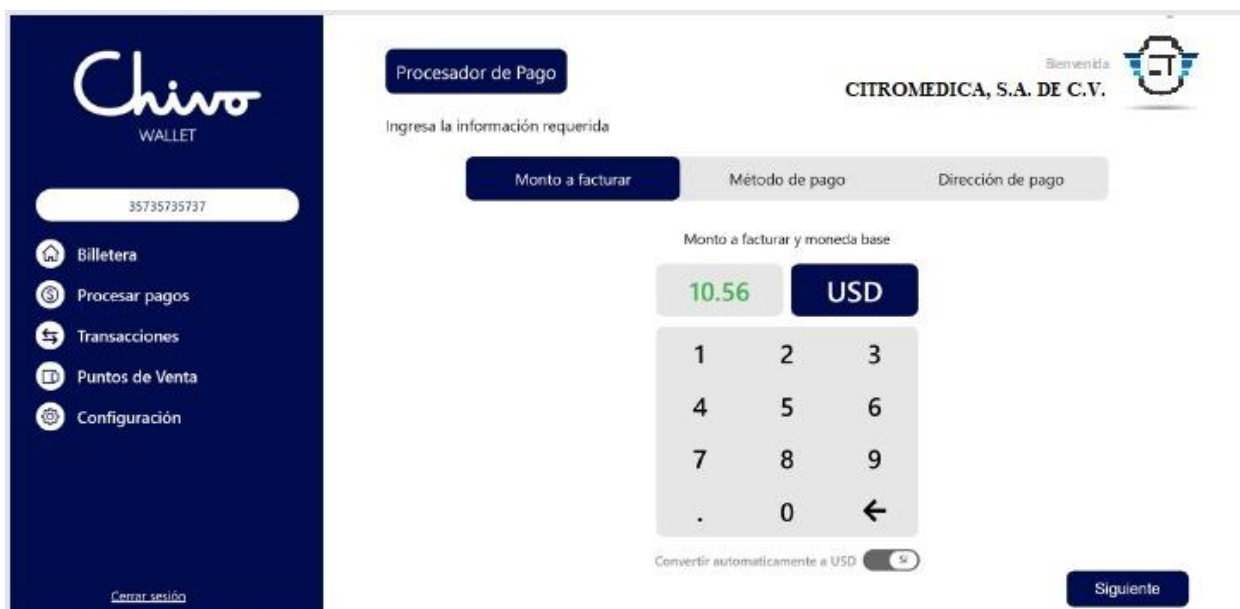 Chivo
WALLET
35735735737
Billetera
Procesar pagos
Transacciones
Puntos de Venta
Configuración
Cerrar sesión
Procesador de Pago
Bienvenida
CITROMEDICA, S.A. DE C.V.
Ingresa la información requerida
Monto a facturar Método de pago Dirección de pago
Monto a facturar y moneda base
10.56 USD
1 2 3
4 5 6
7 8 9
. 0 ←
Convertir automaticamente a USD Si
Siguiente